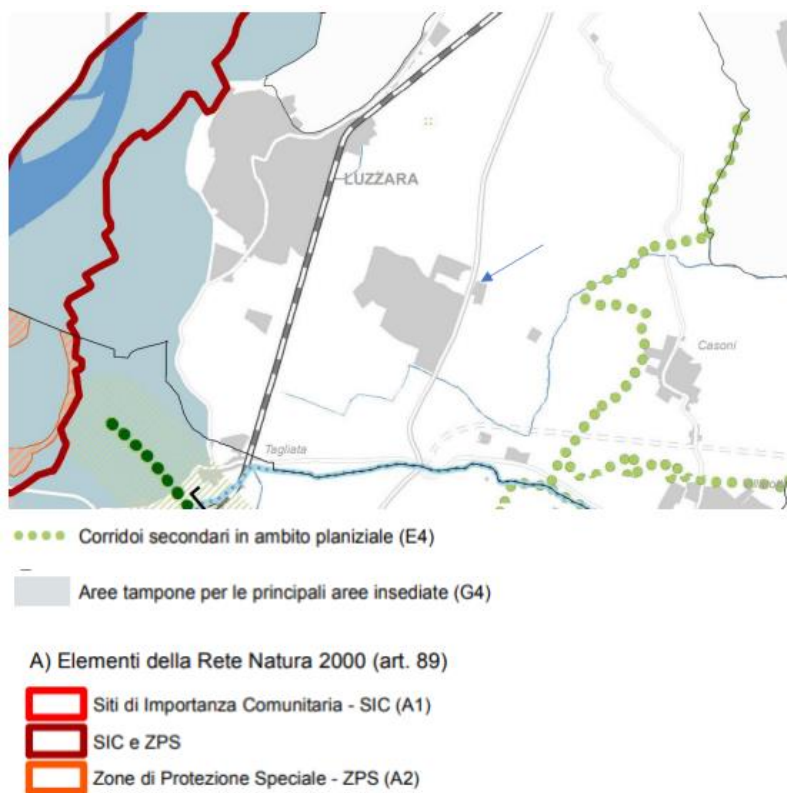 LUZZARA
Casoni
Tagliata
Corridoi secondari in ambito planiziale (E4)
Aree tampone per le principali aree insediate (G4)
A) Elementi della Rete Natura 2000 (art. 89)
Siti di Importanza Comunitaria - SIC (A1)
SIC e ZPS
Zone di Protezione Speciale - ZPS (A2)